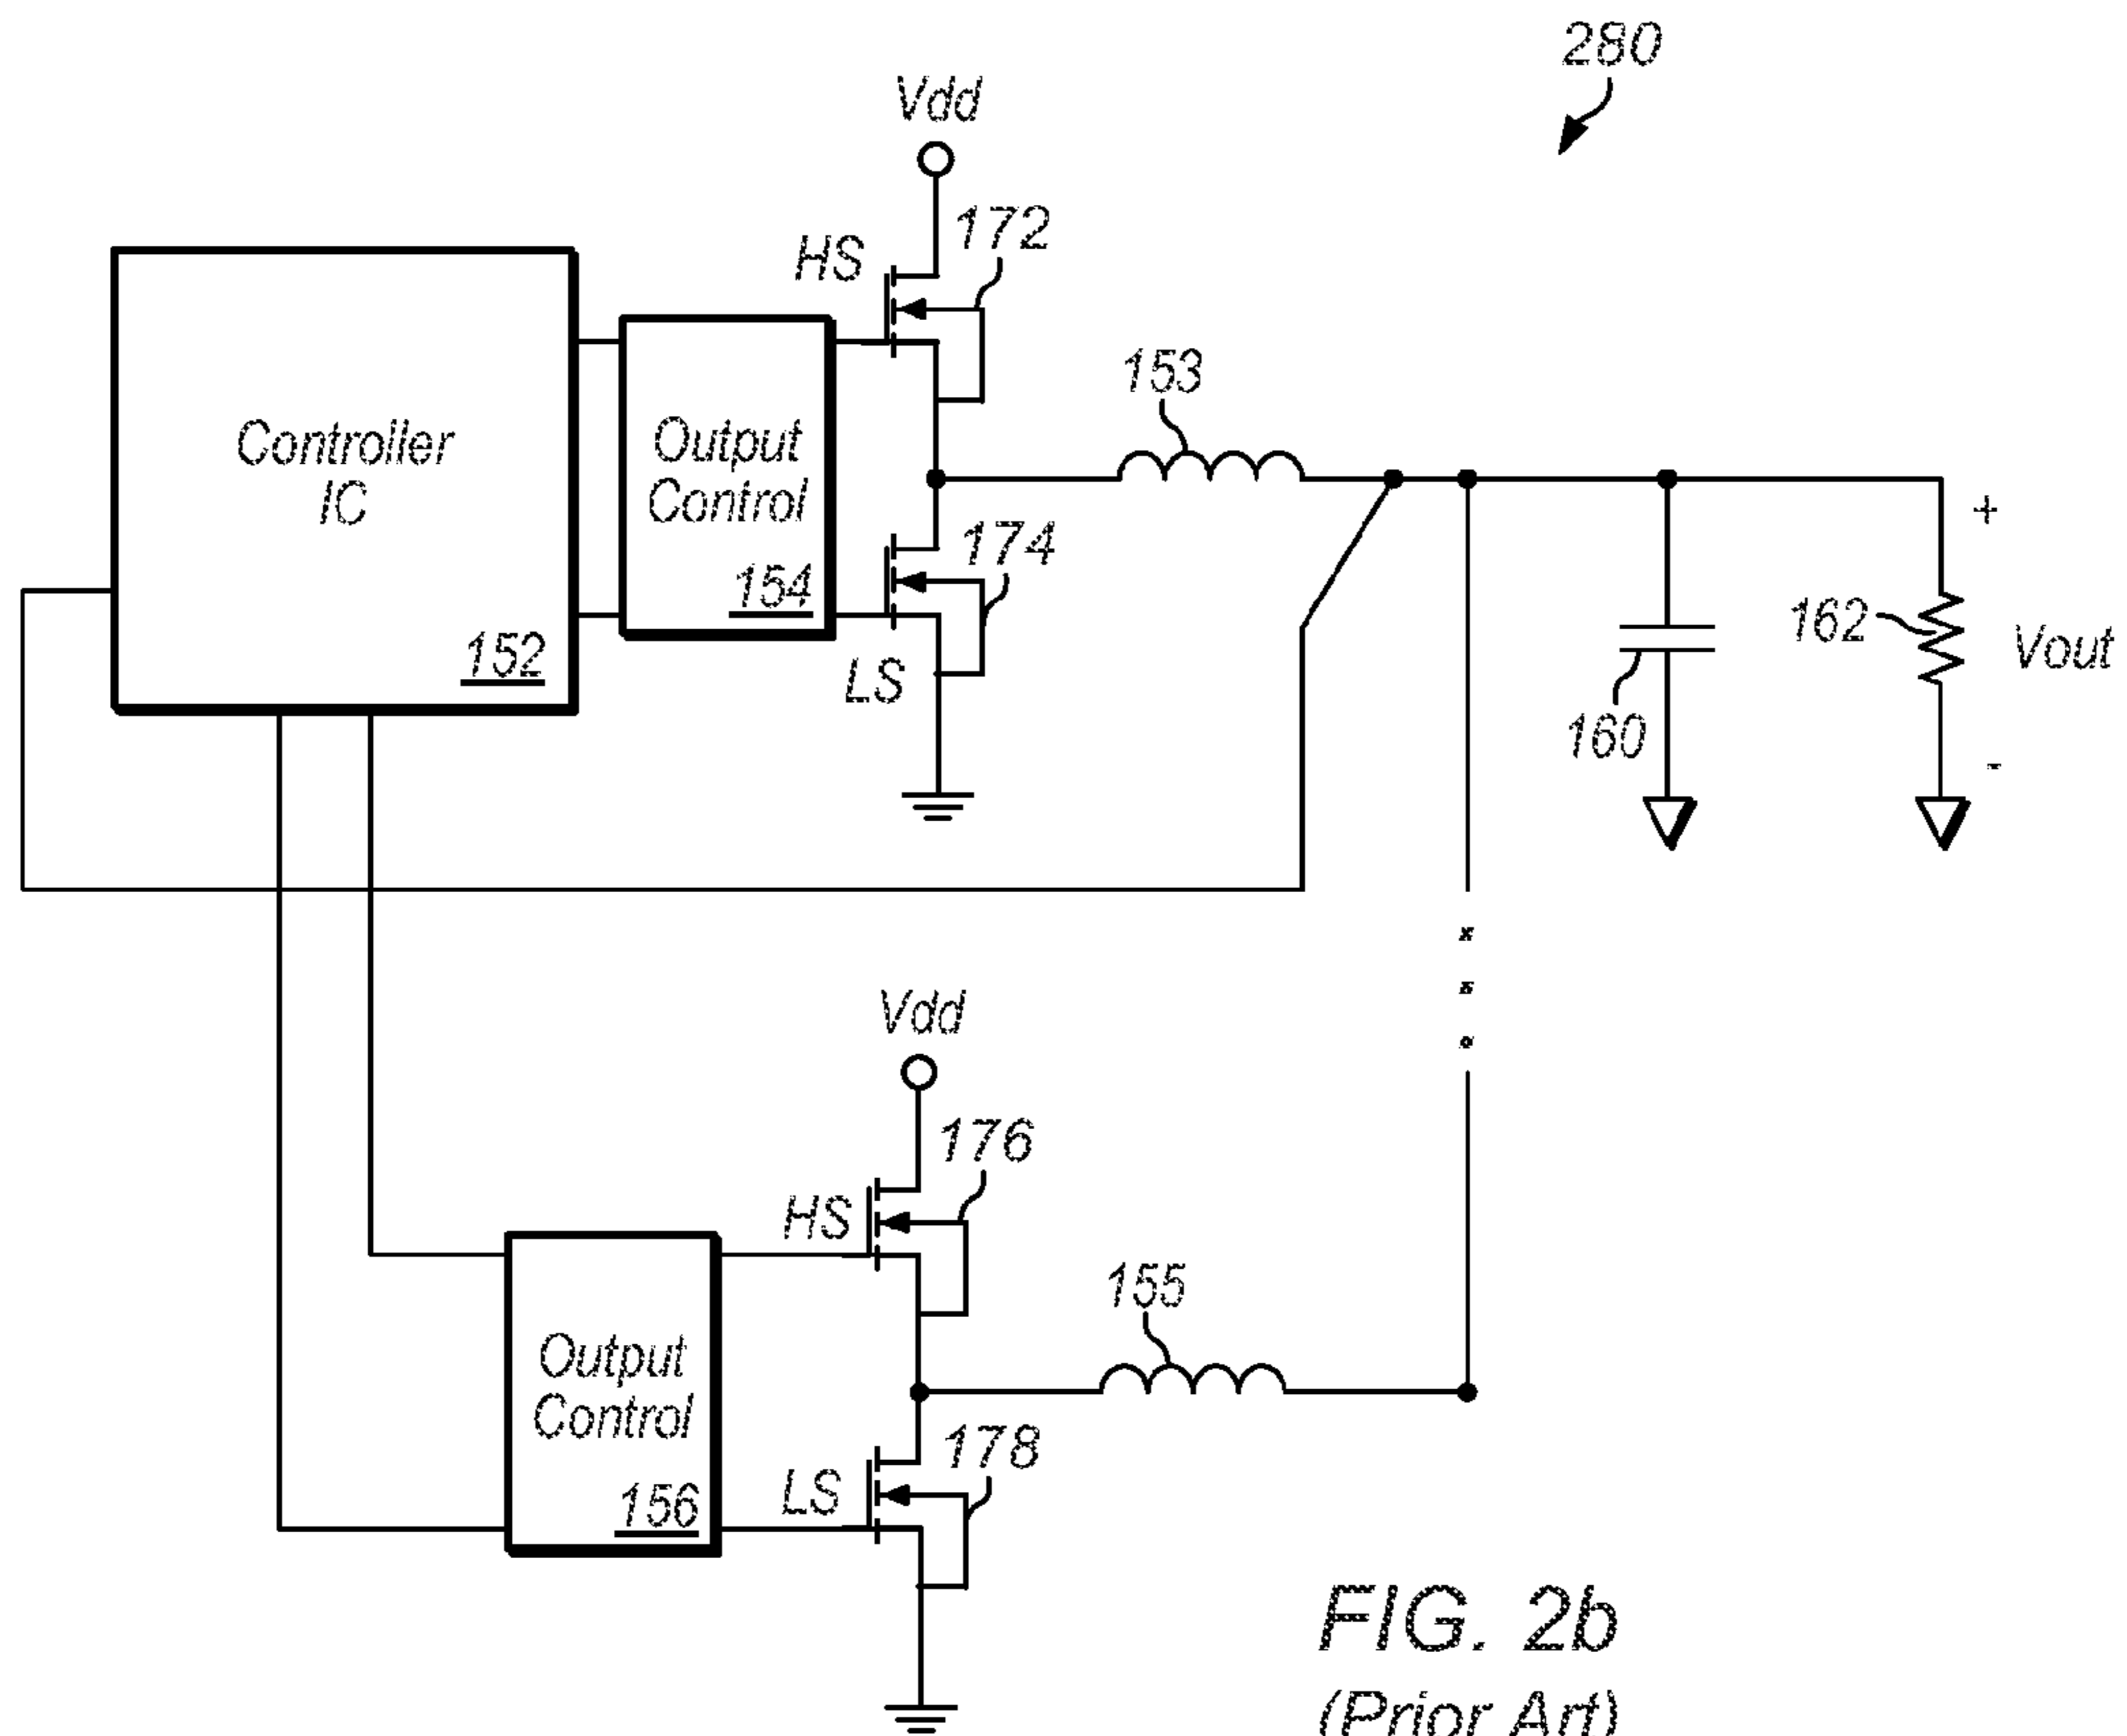 280
Vdd
HS
172
153
Controller
IC
152
Output
Control
154
174
LS
+
162
Vout
160
-
Vdd
HS
176
155
Output
Control
156
LS
178
FIG. 2b
(Prior Art)